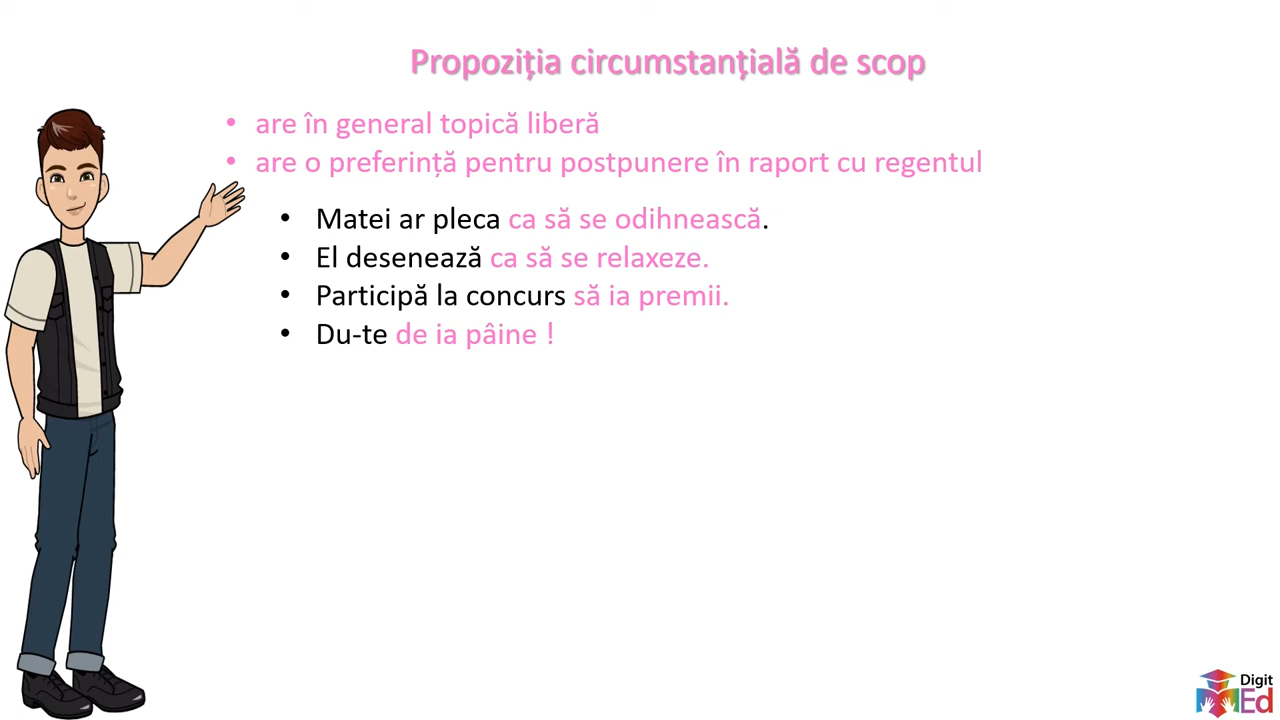 Propoziția circumstanțială de scop
• are în general topică liberă
• are o preferință pentru postpunere în raport cu regentul
• Matei ar pleca ca să se odihnească.
• El desenează ca să se relaxeze.
• Participă la concurs să ia premii.
• Du-te de ia pâine !
Digit
Ed